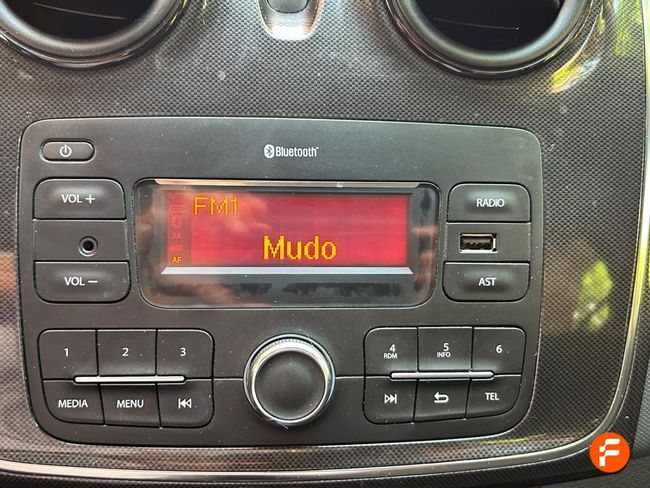 Bluetooth
VOL +
VOL −
FM1
Mudo
AF
RADIO
AST
1
2
3
MEDIA
MENU
4
RDM
5
INFO
6
TEL